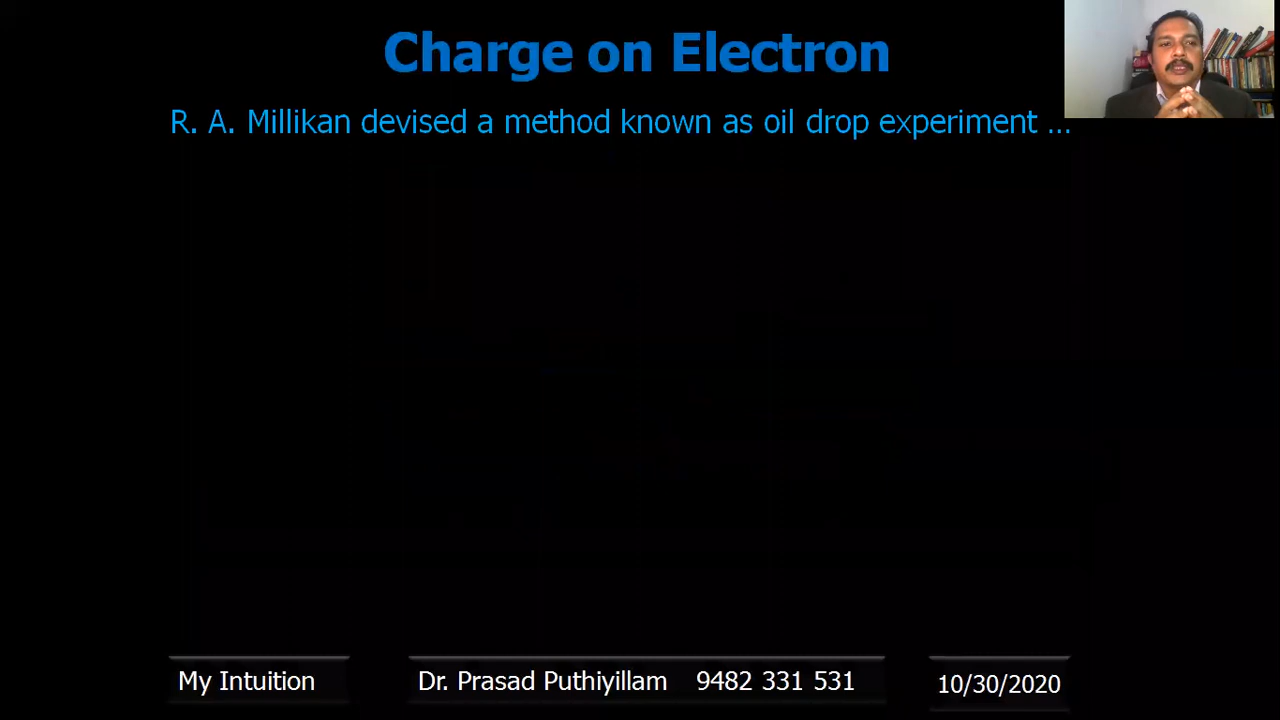 Charge on Electron
R. A. Millikan devised a method known as oil drop experiment ...
My Intuition
Dr. Prasad Puthiyillam 9482 331 531
10/30/2020